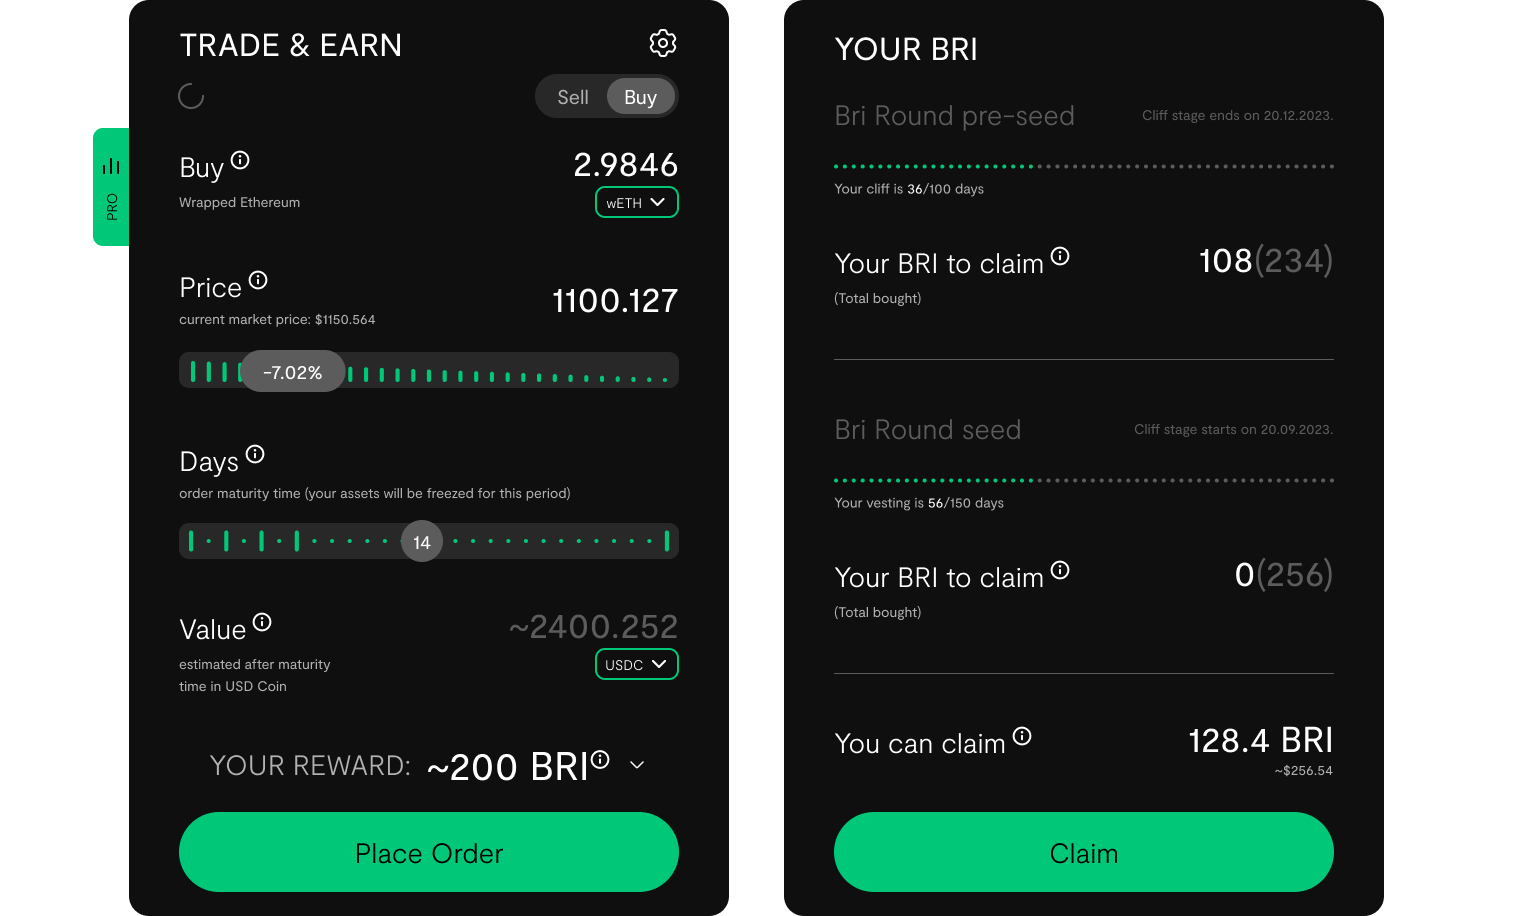 TRADE & EARN
Sell Buy
PRO
Buy
2.9846
Wrapped Ethereum
wETH
Price
1100.127
current market price: $1150.564
-7.02%
Days
order maturity time (your assets will be freezed for this period)
14
Value
~2400.252
estimated after maturity
time in USD Coin
USDC
YOUR REWARD: ~200 BRI
Place Order
YOUR BRI
Bri Round pre-seed
Cliff stage ends on 20.12.2023.
Your cliff is 36/100 days
Your BRI to claim
108(234)
(Total bought)
Bri Round seed
Cliff stage starts on 20.09.2023.
Your vesting is 56/150 days
Your BRI to claim
0(256)
(Total bought)
You can claim
128.4 BRI
~$256.54
Claim